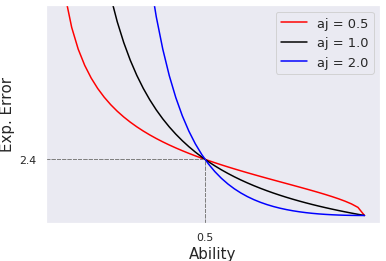 aj = 0.5
aj = 1.0
aj = 2.0
Exp. Error
2.4
0.5
Ability